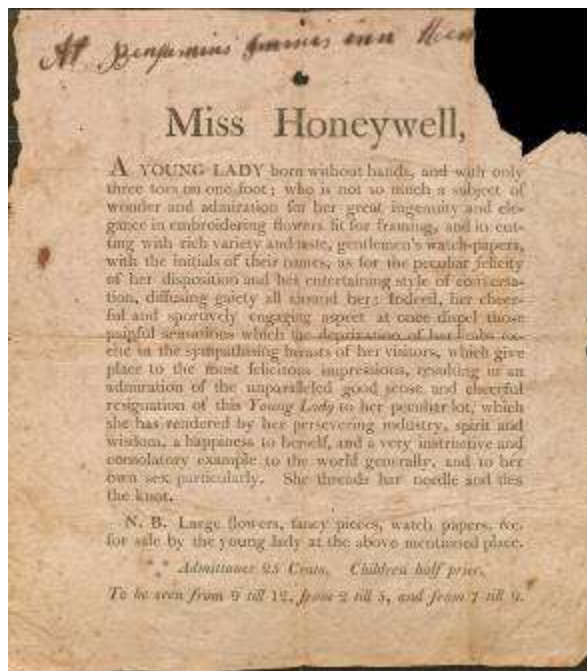 At Benjamins inn
Miss Honeywell,
A YOUNG LADY born without hands, and with only
three toes on one foot; who is not so much a subject of
wonder and admiration for her great ingenuity and ele-
gance in embroidering flowers fit for framing, and in cut-
ting with rich variety and taste, gentlemen's watch-papers,
with the initials of their names, as for the peculiar felicity
of her disposition and her entertaining style of conversa-
tion, diffusing gaiety all around her: Indeed, her cheer-
ful and sportively engaging aspect at once dispel those
painful sensations which the deprivation of her limbs ex-
cite in the sympathising breasts of her visitors, which give
place to the most felicitous impressions, resulting in an
admiration of the unparalleled good sense and cheerful
resignation of this Young Lady to her peculiar lot, which
she has rendered by her persevering industry, spirit and
wisdom, a happiness to herself, and a very instructive and
consolatory example to the world generally, and to her
own sex particularly. She threads her needle and ties
the knot.
N. B. Large flowers, fancy pieces, watch papers, &c.
for sale by the young lady at the above mentioned place.
Admittance 25 Cents. Children half price.
To be seen from 9 till 12, from 2 till 5, and from 7 till 9.